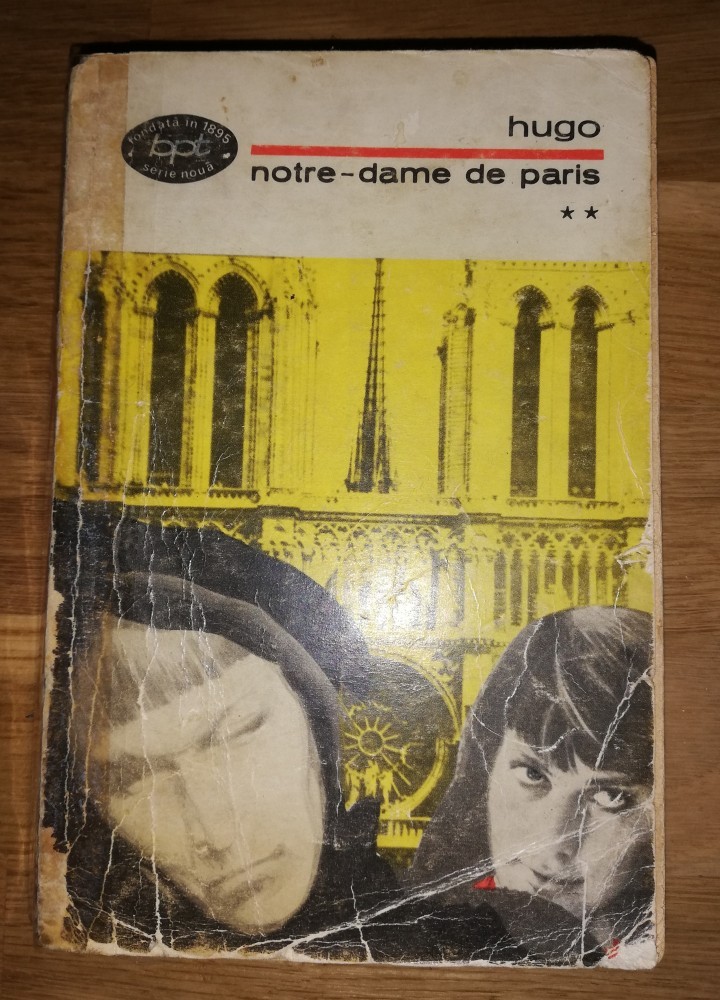 fondată în 1895
bpt
serie nouă
hugo
notre-dame de paris
★★